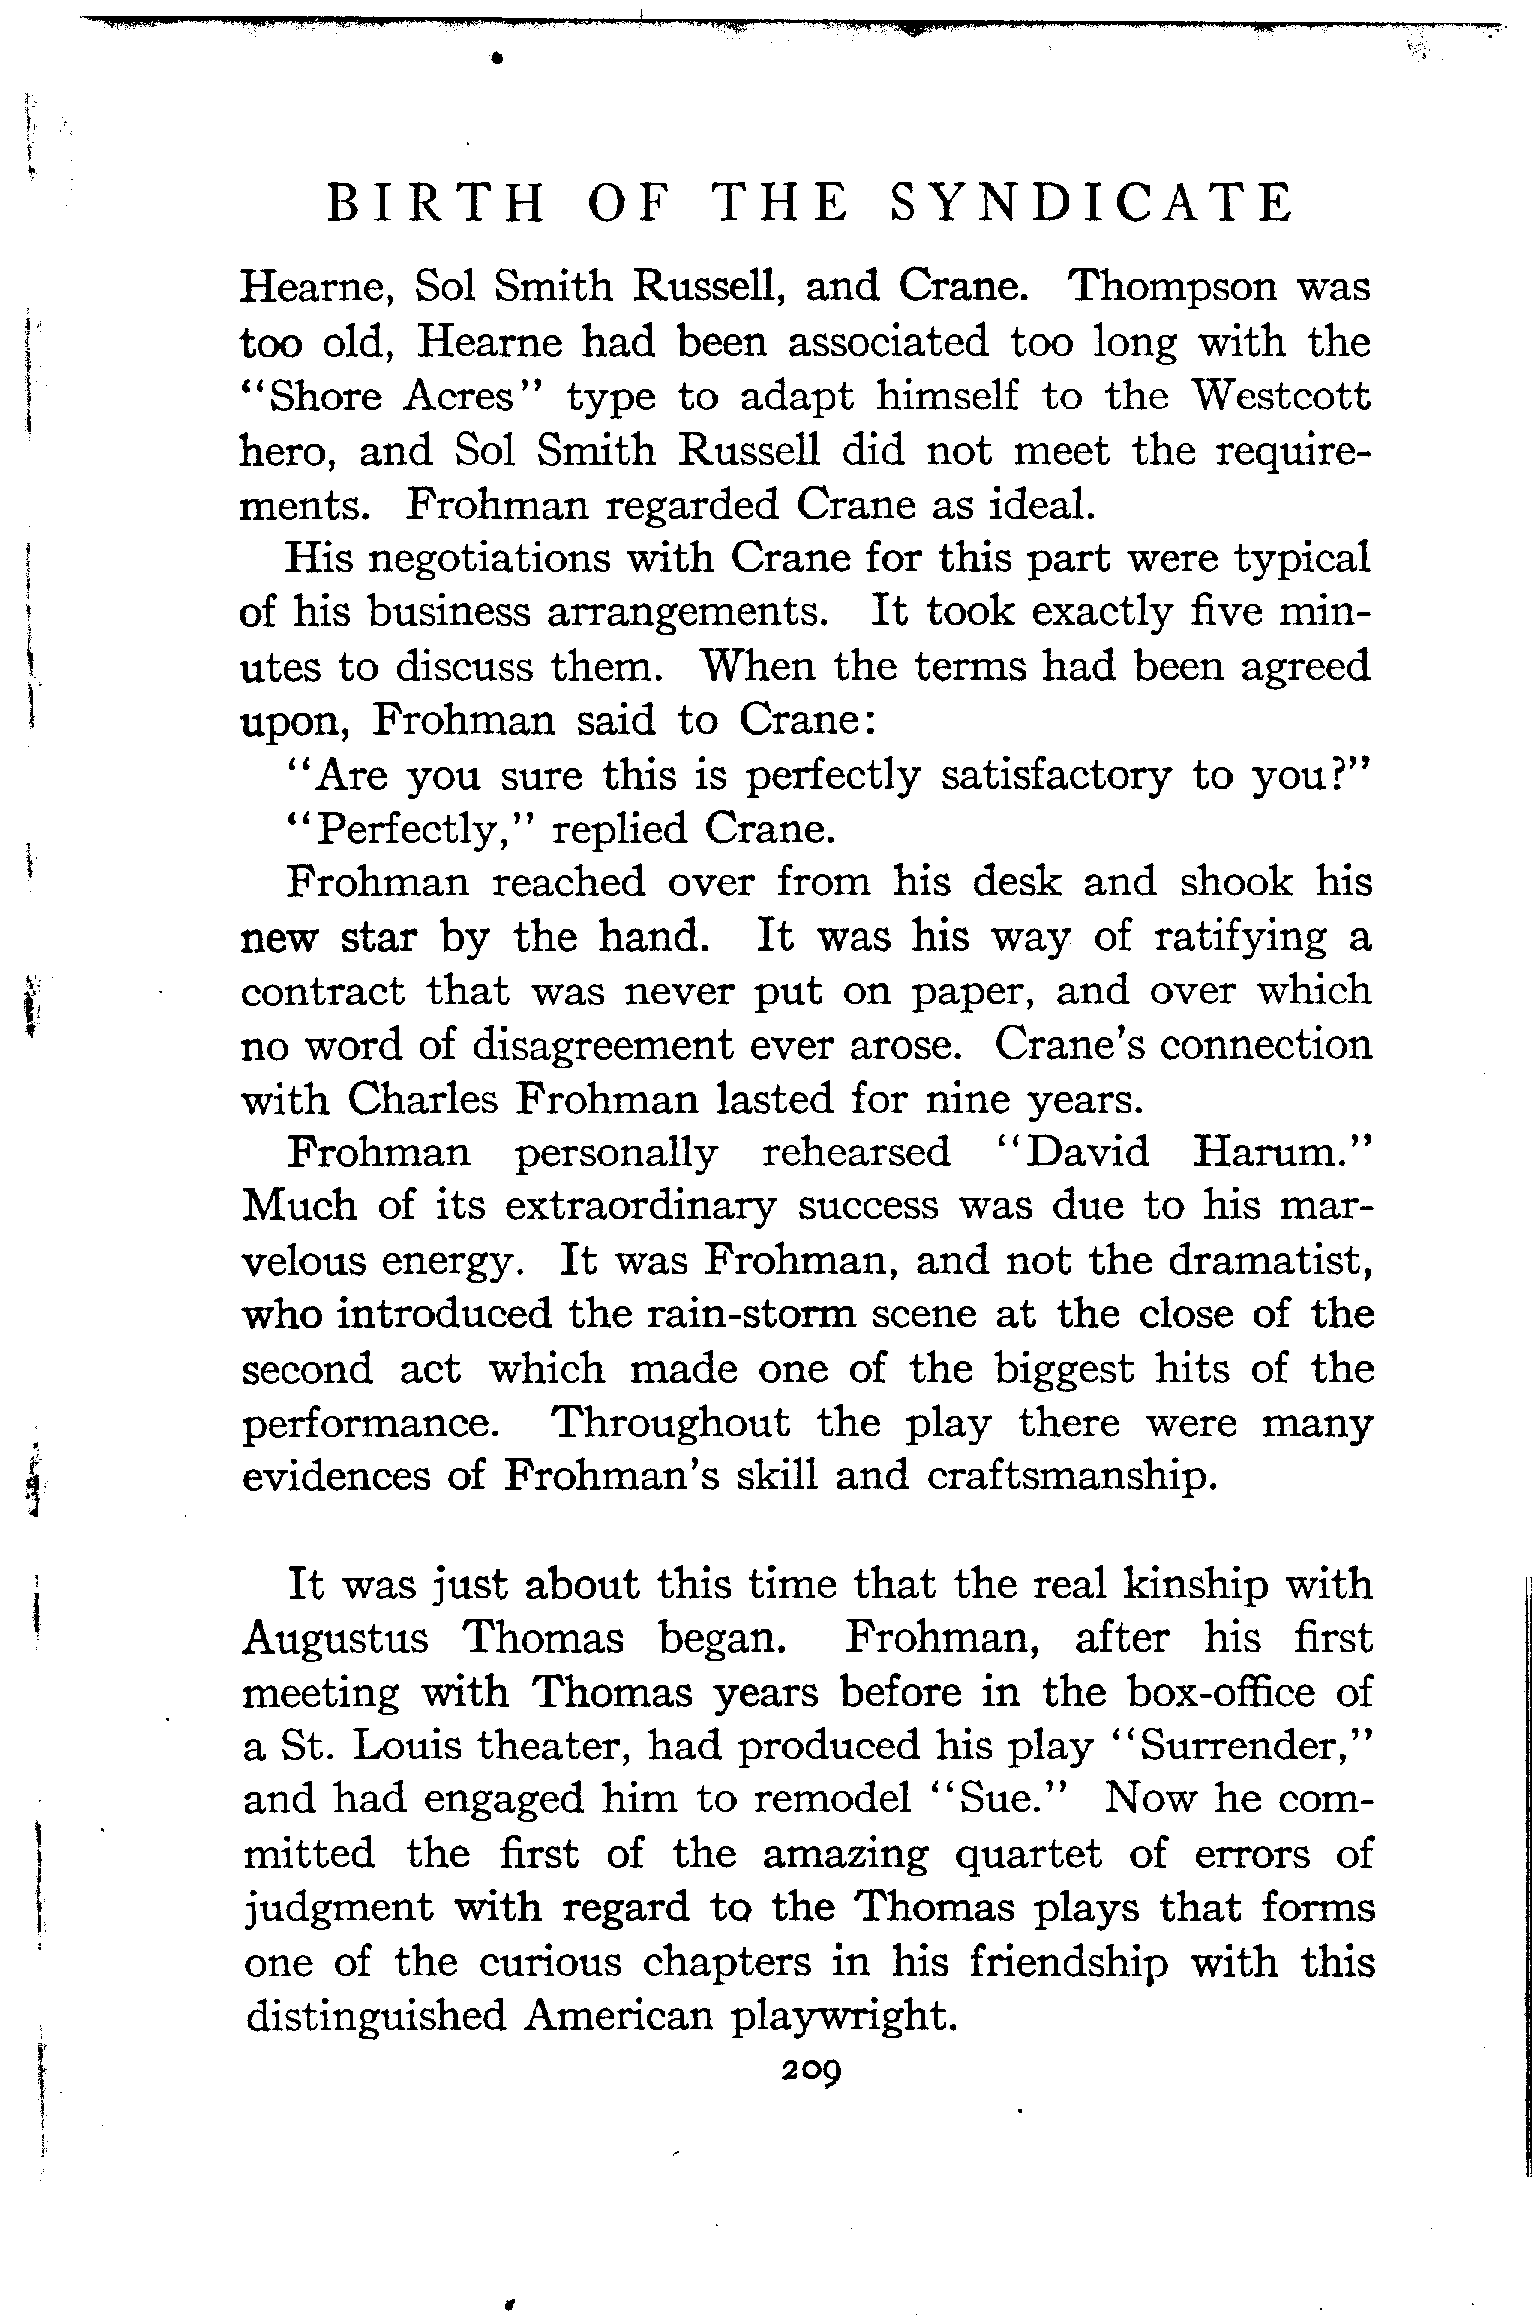 BIRTH OF THE SYNDICATE
Hearne, Sol Smith Russell, and Crane. Thompson was
too old, Hearne had been associated too long with the
"Shore Acres" type to adapt himself to the Westcott
hero, and Sol Smith Russell did not meet the require-
ments. Frohman regarded Crane as ideal.
His negotiations with Crane for this part were typical
of his business arrangements. It took exactly five min-
utes to discuss them. When the terms had been agreed
upon, Frohman said to Crane:
"Are you sure this is perfectly satisfactory to you?"
"Perfectly," replied Crane.
Frohman reached over from his desk and shook his
new star by the hand. It was his way of ratifying a
contract that was never put on paper, and over which
no word of disagreement ever arose. Crane's connection
with Charles Frohman lasted for nine years.
Frohman personally rehearsed "David Harum."
Much of its extraordinary success was due to his mar-
velous energy. It was Frohman, and not the dramatist,
who introduced the rain-storm scene at the close of the
second act which made one of the biggest hits of the
performance. Throughout the play there were many
evidences of Frohman's skill and craftsmanship.
It was just about this time that the real kinship with
Augustus Thomas began. Frohman, after his first
meeting with Thomas years before in the box-office of
a St. Louis theater, had produced his play "Surrender,"
and had engaged him to remodel "Sue." Now he com-
mitted the first of the amazing quartet of errors of
judgment with regard to the Thomas plays that forms
one of the curious chapters in his friendship with this
distinguished American playwright.
209